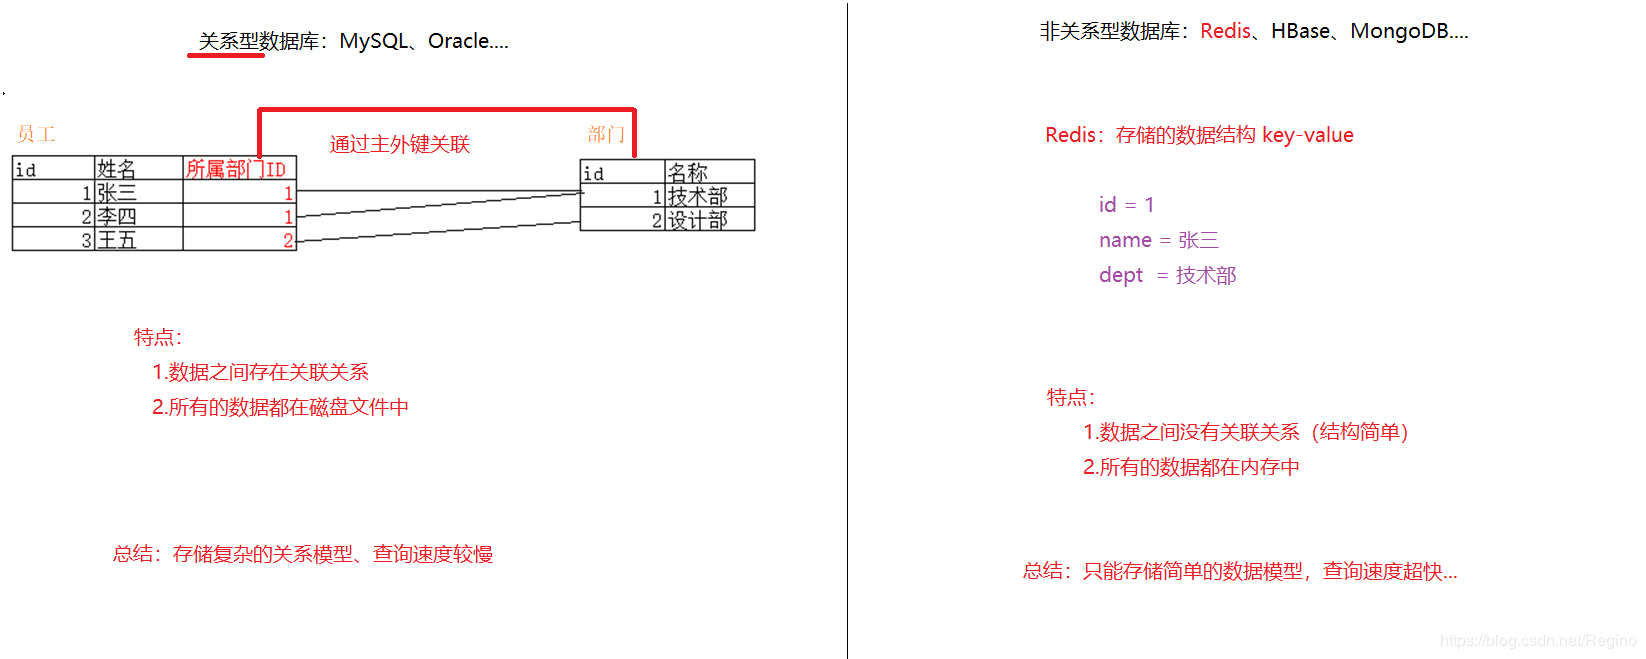 关系型数据库：MySQL、Oracle....
员工
通过主外键关联
部门
id 姓名 所属部门ID
1 张三 1
2 李四 1
3 王五 2
id 名称
1 技术部
2 设计部
特点：
1.数据之间存在关联关系
2.所有的数据都在磁盘文件中
总结：存储复杂的关系模型、查询速度较慢
非关系型数据库：Redis、HBase、MongoDB....
Redis：存储的数据结构 key-value
id = 1
name = 张三
dept = 技术部
特点：
1.数据之间没有关联关系（结构简单）
2.所有的数据都在内存中
总结：只能存储简单的数据模型，查询速度超快...
https://blog.csdn.net/Regino